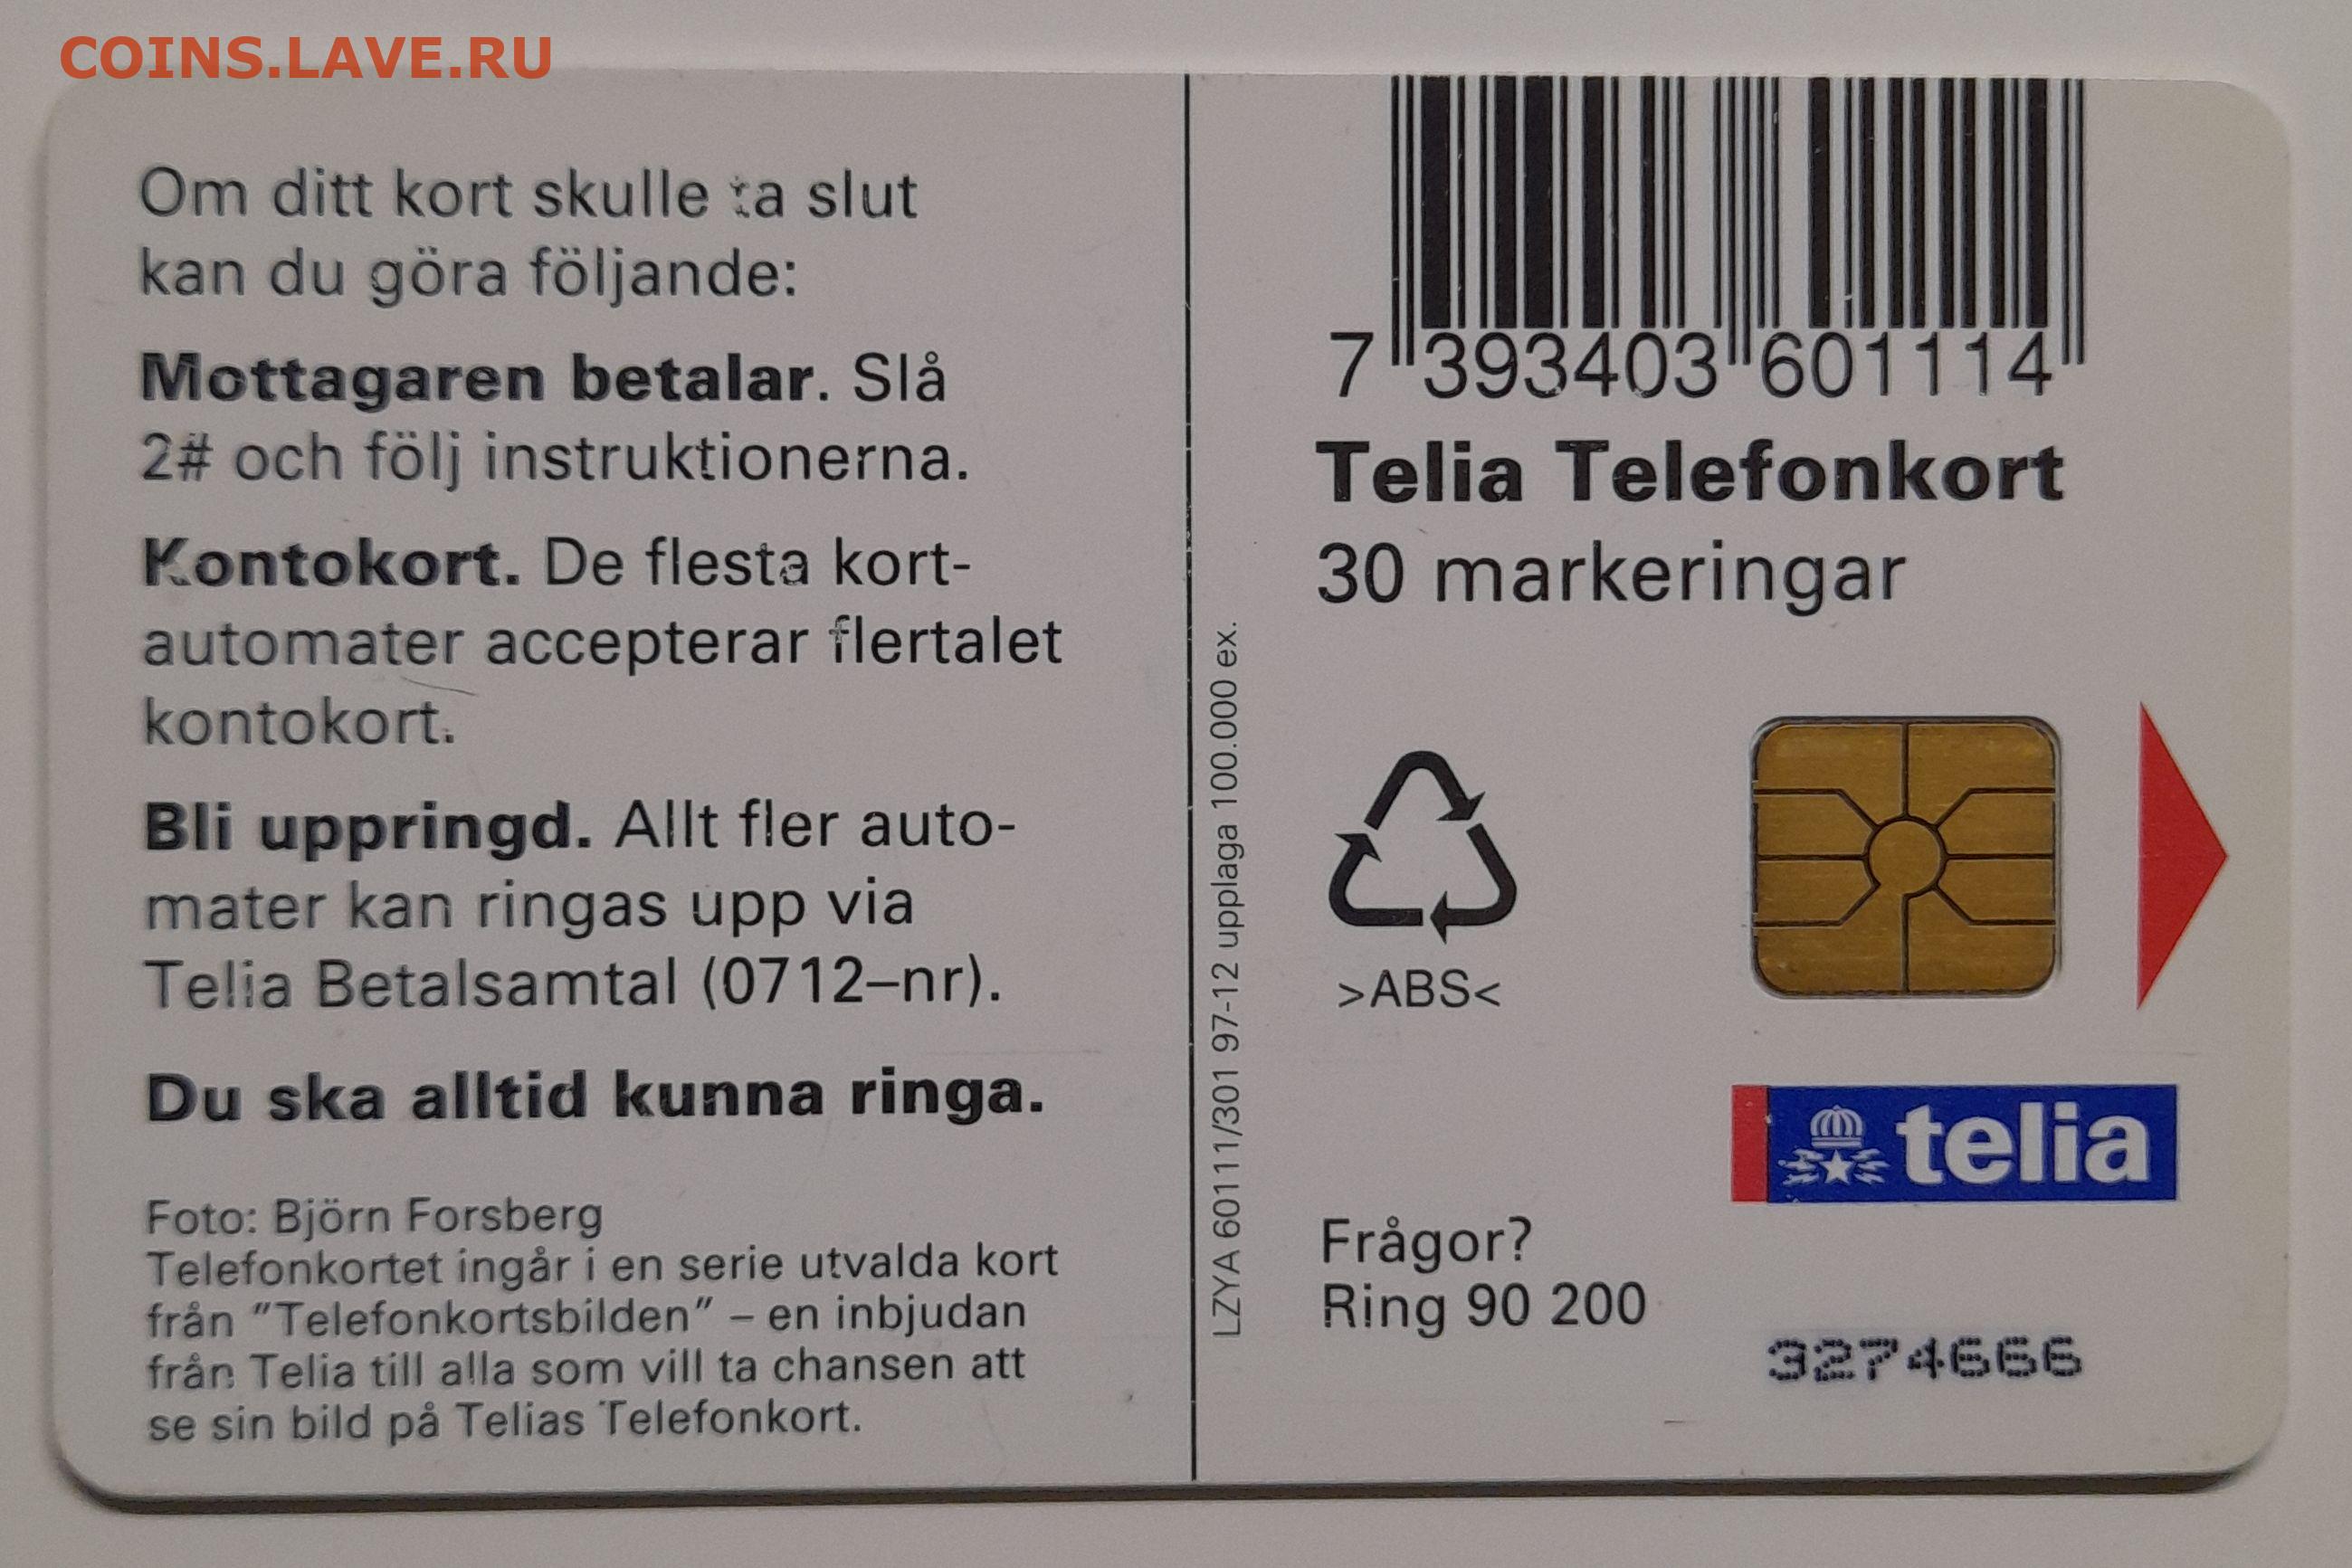 COINS.LAVE.RU
Om ditt kort skulle ta slut
kan du göra följande:
Mottagaren betalar. Slå
2# och följ instruktionerna.
Kontokort. De flesta kort-
automater accepterar flertalet
kontokort.
Bli uppringd. Allt fler auto-
mater kan ringas upp via
Telia Betalsamtal (0712–nr).
Du ska alltid kunna ringa.
Foto: Björn Forsberg
Telefonkortet ingår i en serie utvalda kort
från "Telefonkortsbilden" – en inbjudan
från Telia till alla som vill ta chansen att
se sin bild på Telias Telefonkort.
LZYA 60111/301 97-12 upplaga 100.000 ex.
7 393403 601114
Telia Telefonkort
30 markeringar
>ABS<
telia
Frågor?
Ring 90 200
3274666